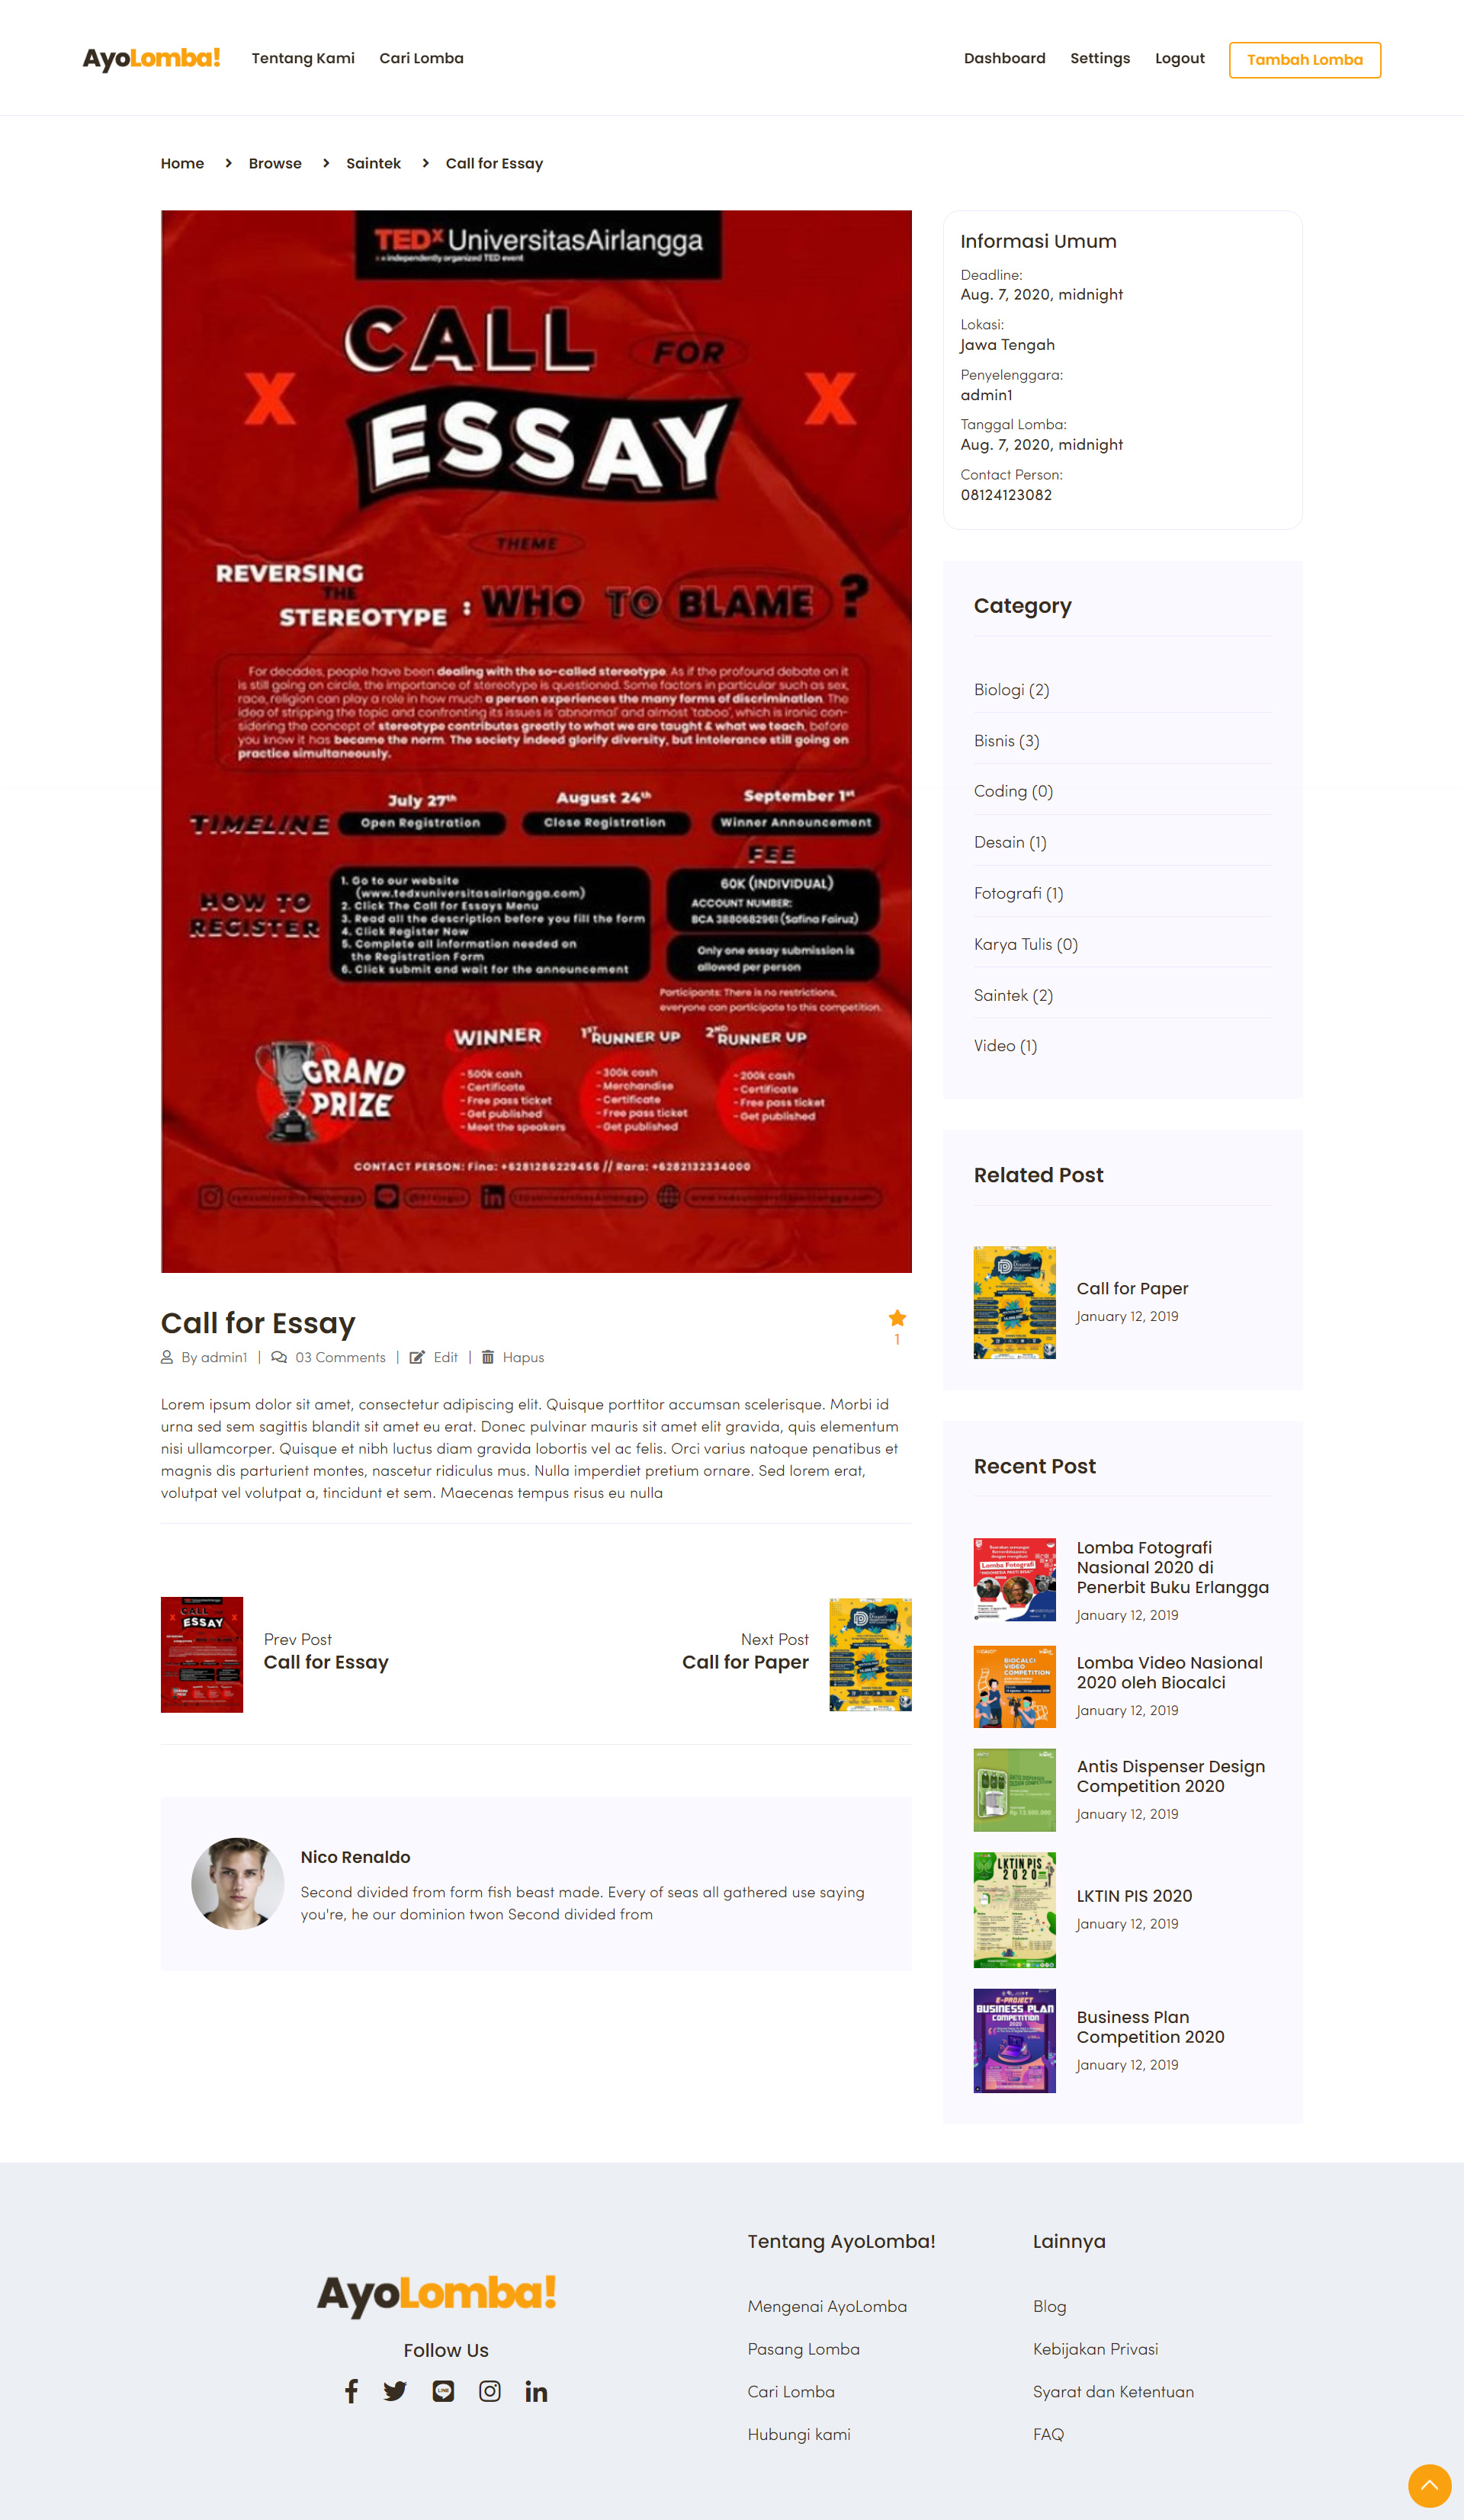 AyoLomba!
Tentang Kami
Cari Lomba
Dashboard
Settings
Logout
Tambah Lomba
Home
Browse
Saintek
Call for Essay
TEDx UniversitasAirlangga
x = independently organized TED event
CALL FOR
X X
ESSAY
THEME
REVERSING
THE
STEREOTYPE : WHO TO BLAME ?
For decades, people have been dealing with the so-called stereotype. As if the profound debate on it
is still going on circle, the importance of stereotype is questioned. Some factors in particular such as sex,
race, religion can play a role in how much a person experiences the many forms of discrimination. The
idea of stripping the topic and confronting its issues is 'abnormal' and almost 'taboo', which is ironic con-
sidering the concept of stereotype contributes greatly to what we are taught & what we teach, before
you know it has became the norm. The society indeed glorify diversity, but intolerance still going on
practice simultaneously.
TIMELINE
July 27th
Open Registration
August 24th
Close Registration
September 1st
Winner Announcement
HOW TO
REGISTER
1. Go to our website
(www.tedxuniversitasairlangga.com)
2. Click The Call for Essays Menu
3. Read all the description before you fill the form
4. Click Register Now
5. Complete all information needed on
the Registration Form
6. Click submit and wait for the announcement
FEE
60K (INDIVIDUAL)
ACCOUNT NUMBER:
BCA 3880682961 (Safina Fairuz)
Only one essay submission is
allowed per person
Participants: There is no restrictions,
everyone can participate to this competition.
GRAND
PRIZE
WINNER
- 500k cash
- Certificate
- Free pass ticket
- Get published
- Meet the speakers
1ST RUNNER UP
- 300k cash
- Merchandise
- Certificate
- Free pass ticket
- Get published
2ND RUNNER UP
- 200k cash
- Certificate
- Free pass ticket
- Get published
CONTACT PERSON: Fina: +6281286229456 // Rara: +6282132334000
Call for Essay
1
By admin1 | 03 Comments | Edit | Hapus
Lorem ipsum dolor sit amet, consectetur adipiscing elit. Quisque porttitor accumsan scelerisque. Morbi id
urna sed sem sagittis blandit sit amet eu erat. Donec pulvinar mauris sit amet elit gravida, quis elementum
nisi ullamcorper. Quisque et nibh luctus diam gravida lobortis vel ac felis. Orci varius natoque penatibus et
magnis dis parturient montes, nascetur ridiculus mus. Nulla imperdiet pretium ornare. Sed lorem erat,
volutpat vel volutpat a, tincidunt et sem. Maecenas tempus risus eu nulla
CALL
ESSAY
Prev Post
Call for Essay
Next Post
Call for Paper
Nico Renaldo
Second divided from form fish beast made. Every of seas all gathered use saying
you're, he our dominion twon Second divided from
Informasi Umum
Deadline:
Aug. 7, 2020, midnight
Lokasi:
Jawa Tengah
Penyelenggara:
admin1
Tanggal Lomba:
Aug. 7, 2020, midnight
Contact Person:
08124123082
Category
Biologi (2)
Bisnis (3)
Coding (0)
Desain (1)
Fotografi (1)
Karya Tulis (0)
Saintek (2)
Video (1)
Related Post
Call for Paper
January 12, 2019
Recent Post
Lomba Fotografi
Lomba Fotografi
Nasional 2020 di
Penerbit Buku Erlangga
January 12, 2019
BIOCALCI
VIDEO
COMPETITION
Lomba Video Nasional
2020 oleh Biocalci
January 12, 2019
Rp 13.500.000
Antis Dispenser Design
Competition 2020
January 12, 2019
LKTIN PIS
2020
LKTIN PIS 2020
January 12, 2019
E-PROJECT
BUSINESS PLAN
COMPETITION
2020
Business Plan
Competition 2020
January 12, 2019
AyoLomba!
Follow Us
LINE
Tentang AyoLomba!
Mengenai AyoLomba
Pasang Lomba
Cari Lomba
Hubungi kami
Lainnya
Blog
Kebijakan Privasi
Syarat dan Ketentuan
FAQ